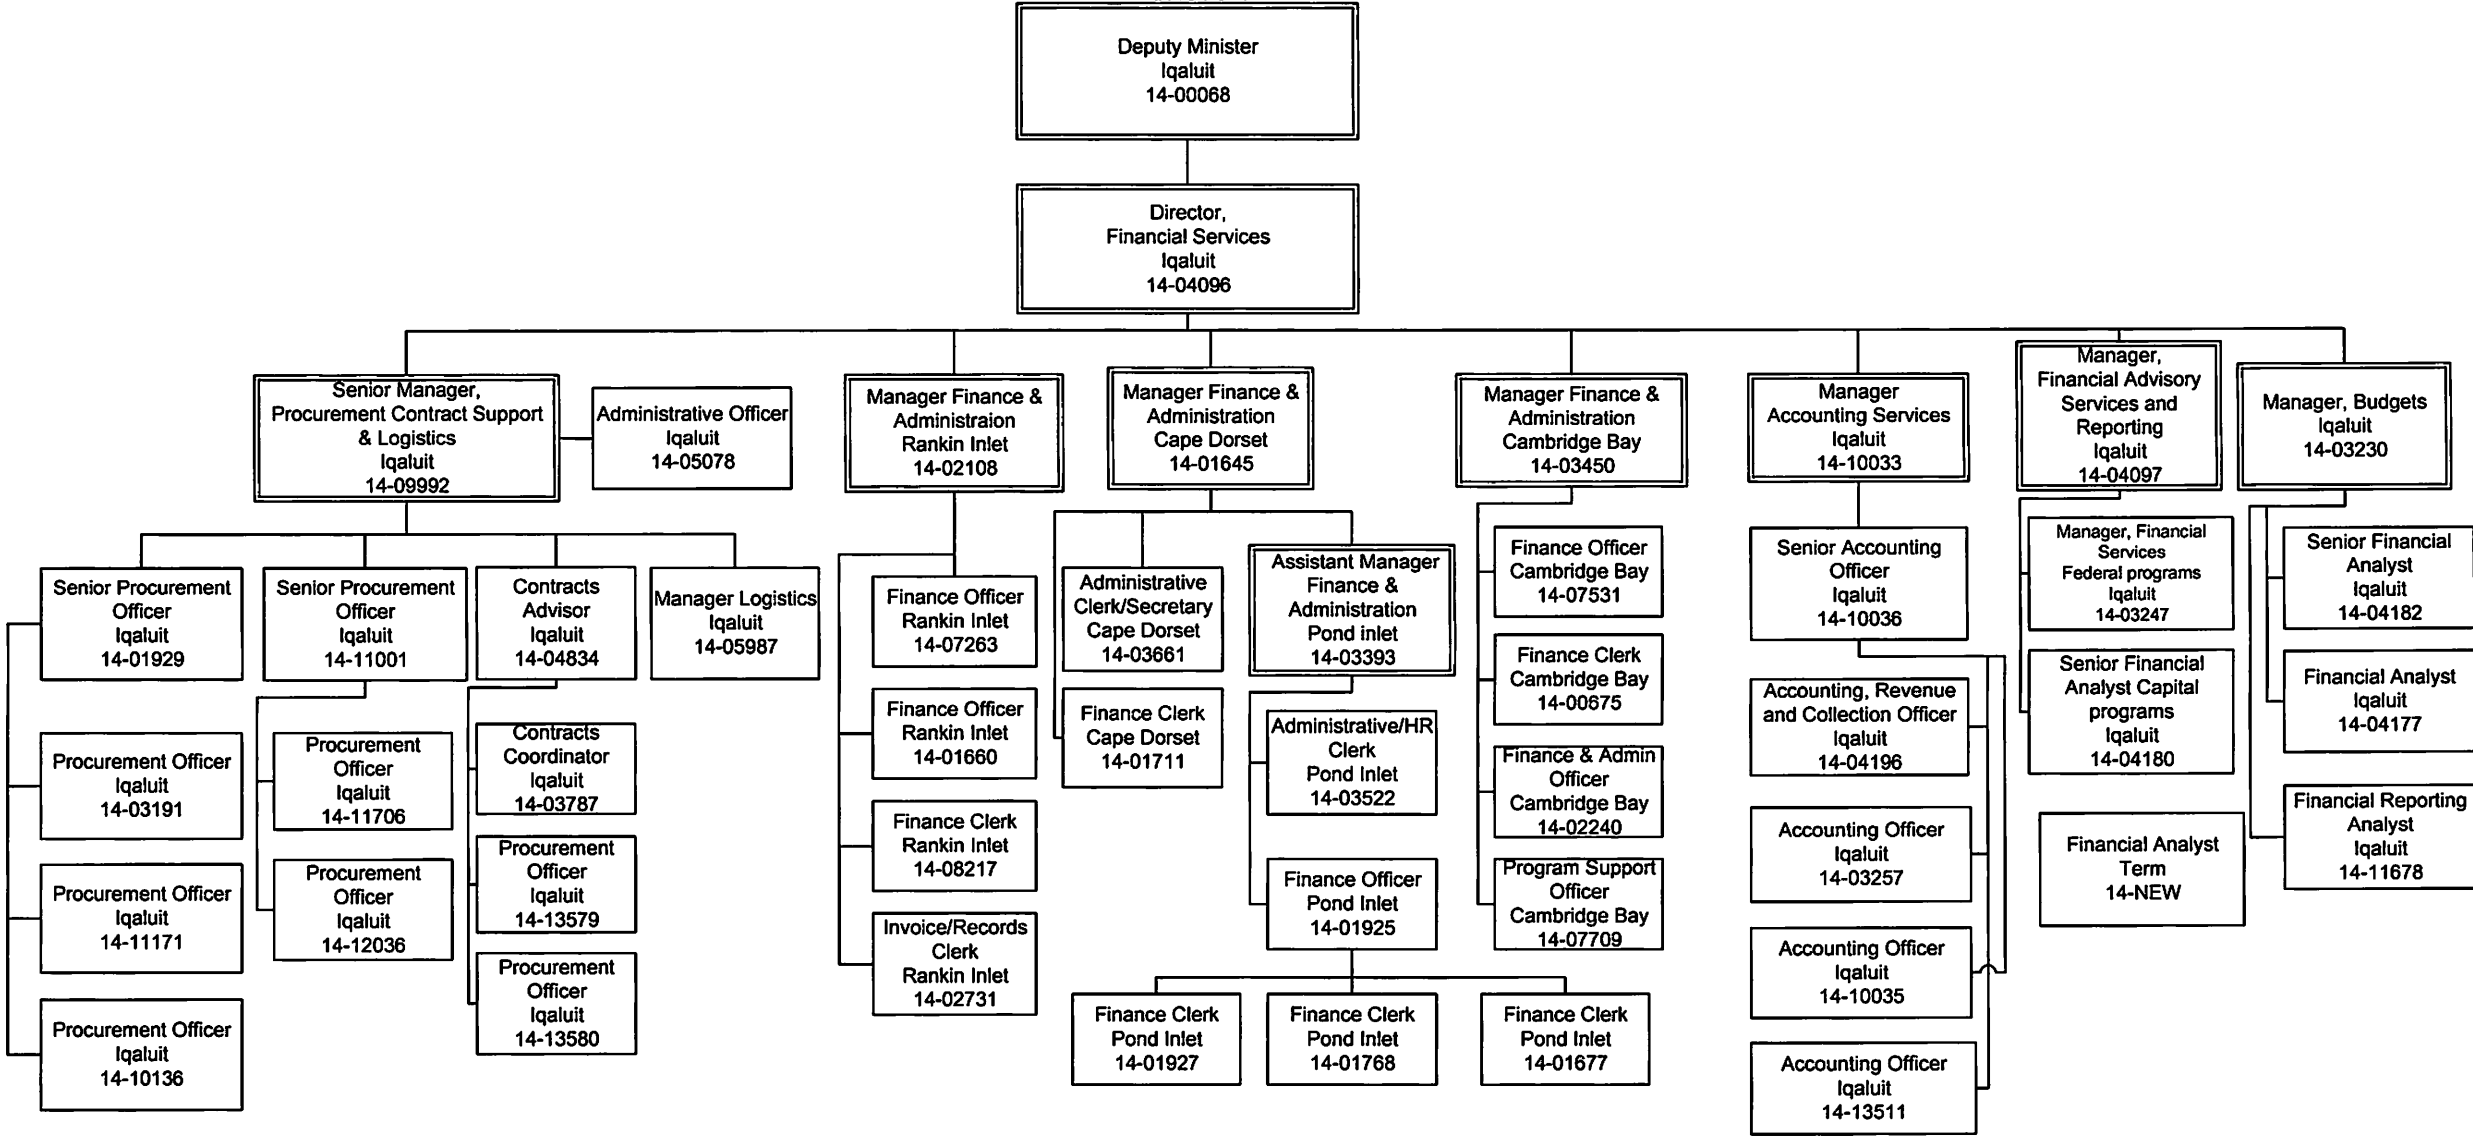 Deputy Minister
Iqaluit
14-00068
Director,
Financial Services
Iqaluit
14-04096
Senior Manager,
Procurement Contract Support
& Logistics
Iqaluit
14-09992
Administrative Officer
Iqaluit
14-05078
Manager Finance &
Administraion
Rankin Inlet
14-02108
Manager Finance &
Administration
Cape Dorset
14-01645
Manager Finance &
Administration
Cambridge Bay
14-03450
Manager
Accounting Services
Iqaluit
14-10033
Manager,
Financial Advisory
Services and
Reporting
Iqaluit
14-04097
Manager, Budgets
Iqaluit
14-03230
Senior Procurement
Officer
Iqaluit
14-01929
Procurement Officer
Iqaluit
14-03191
Procurement Officer
Iqaluit
14-11171
Procurement Officer
Iqaluit
14-10136
Senior Procurement
Officer
Iqaluit
14-11001
Procurement
Officer
Iqaluit
14-11706
Procurement
Officer
Iqaluit
14-12036
Contracts
Advisor
Iqaluit
14-04834
Contracts
Coordinator
Iqaluit
14-03787
Procurement
Officer
Iqaluit
14-13579
Procurement
Officer
Iqaluit
14-13580
Manager Logistics
Iqaluit
14-05987
Finance Officer
Rankin Inlet
14-07263
Finance Officer
Rankin Inlet
14-01660
Finance Clerk
Rankin Inlet
14-08217
Invoice/Records
Clerk
Rankin Inlet
14-02731
Administrative
Clerk/Secretary
Cape Dorset
14-03661
Finance Clerk
Cape Dorset
14-01711
Assistant Manager
Finance &
Administration
Pond inlet
14-03393
Administrative/HR
Clerk
Pond Inlet
14-03522
Finance Officer
Pond Inlet
14-01925
Finance Clerk
Pond Inlet
14-01927
Finance Clerk
Pond Inlet
14-01768
Finance Clerk
Pond Inlet
14-01677
Finance Officer
Cambridge Bay
14-07531
Finance Clerk
Cambridge Bay
14-00675
Finance & Admin
Officer
Cambridge Bay
14-02240
Program Support
Officer
Cambridge Bay
14-07709
Senior Accounting
Officer
Iqaluit
14-10036
Accounting, Revenue
and Collection Officer
Iqaluit
14-04196
Accounting Officer
Iqaluit
14-03257
Accounting Officer
Iqaluit
14-10035
Accounting Officer
Iqaluit
14-13511
Manager, Financial
Services
Federal programs
Iqaluit
14-03247
Senior Financial
Analyst Capital
programs
Iqaluit
14-04180
Financial Analyst
Term
14-NEW
Senior Financial
Analyst
Iqaluit
14-04182
Financial Analyst
Iqaluit
14-04177
Financial Reporting
Analyst
Iqaluit
14-11678